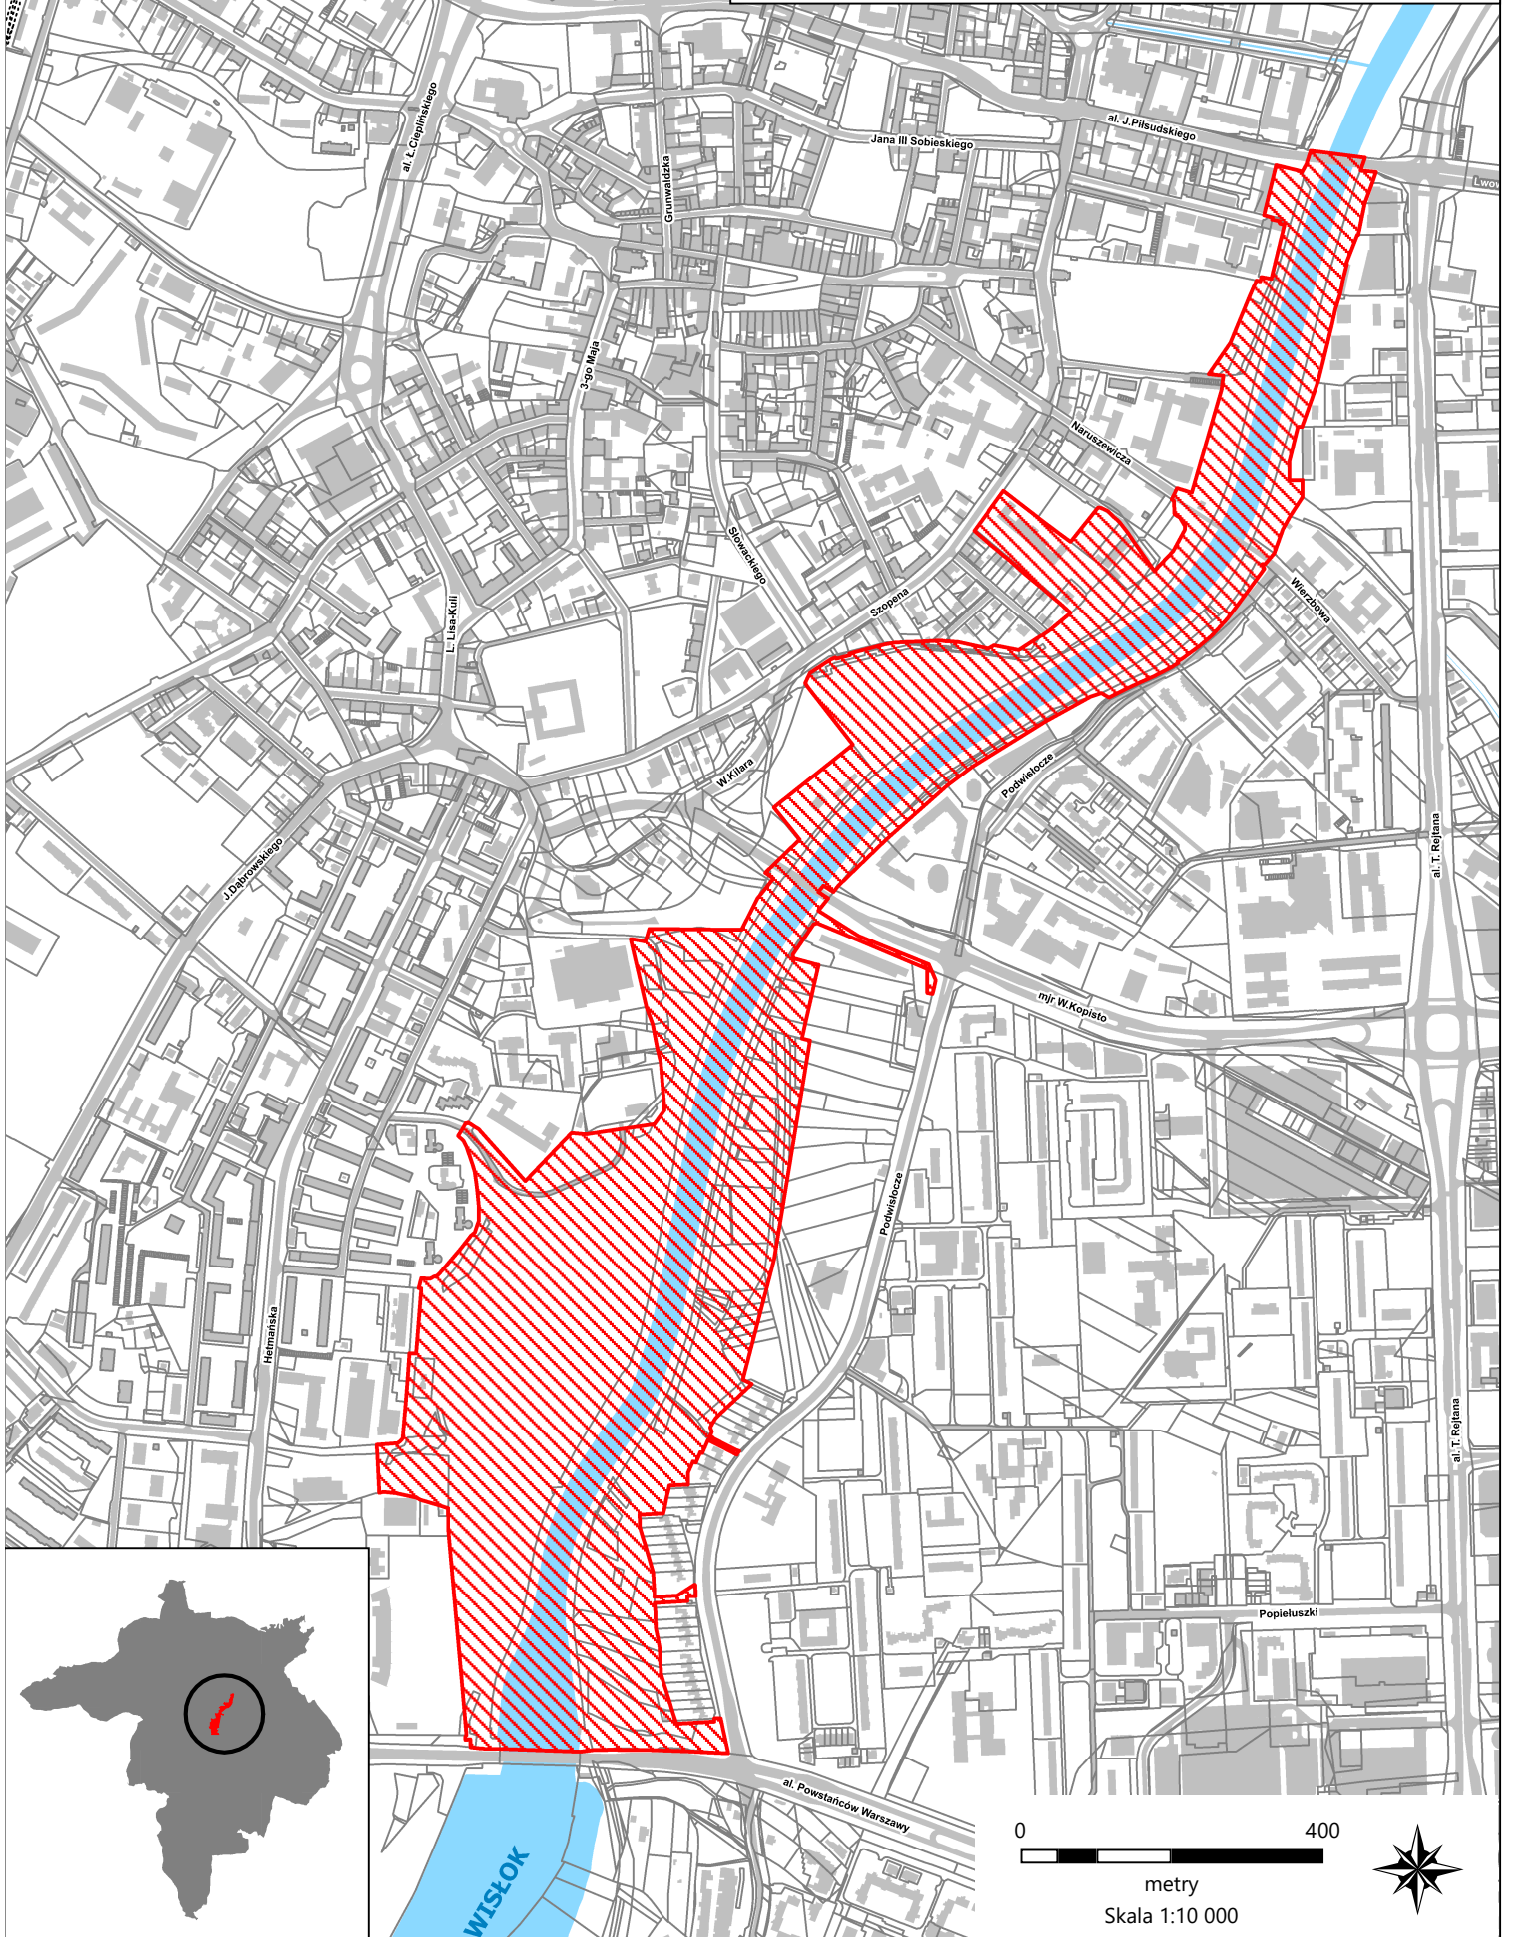 al. Ł.Cieplińskiego
Grunwaldzka
Jana III Sobieskiego
al. J.Piłsudskiego
3-go Maja
Naruszewicza
Słowackiego
Szopena
Wierzbowa
L. Lisa-Kuli
W.Kilara
Podwisłocze
J.Dąbrowskiego
al. T. Rejtana
mjr W.Kopisto
Podwisłocze
Hetmańska
al. T. Rejtana
Popiełuszki
al. Powstańców Warszawy
WISŁOK
0 400
metry
Skala 1:10 000